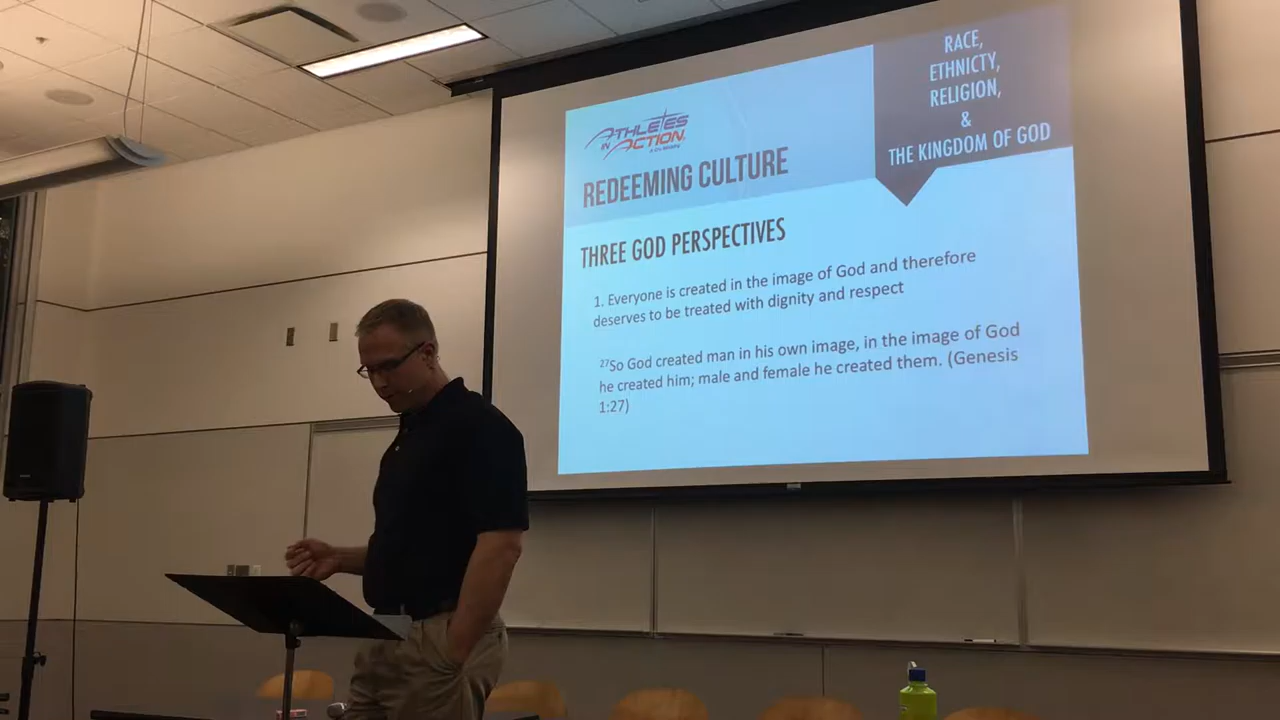 RACE,
ETHNICTY,
RELIGION,
&
THE KINGDOM OF GOD
ATHLETES
IN ACTION
REDEEMING CULTURE
THREE GOD PERSPECTIVES
1. Everyone is created in the image of God and therefore
deserves to be treated with dignity and respect
27So God created man in his own image, in the image of God
he created him; male and female he created them. (Genesis
1:27)